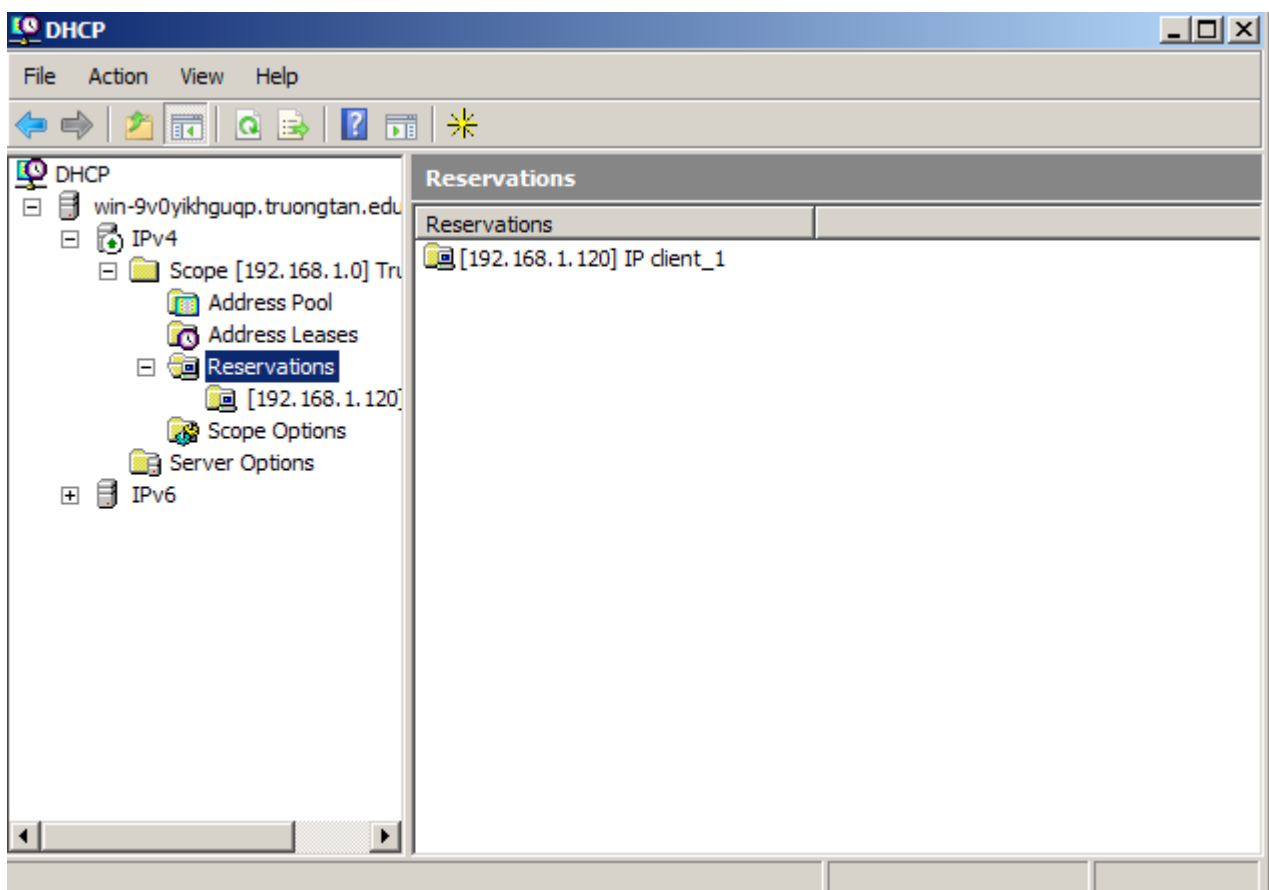 DHCP
File Action View Help
DHCP
win-9v0yikhguqp.truongtan.edu
IPv4
Scope [192.168.1.0] Tru
Address Pool
Address Leases
Reservations
[192.168.1.120]
Scope Options
Server Options
IPv6
Reservations
Reservations
[192.168.1.120] IP client_1